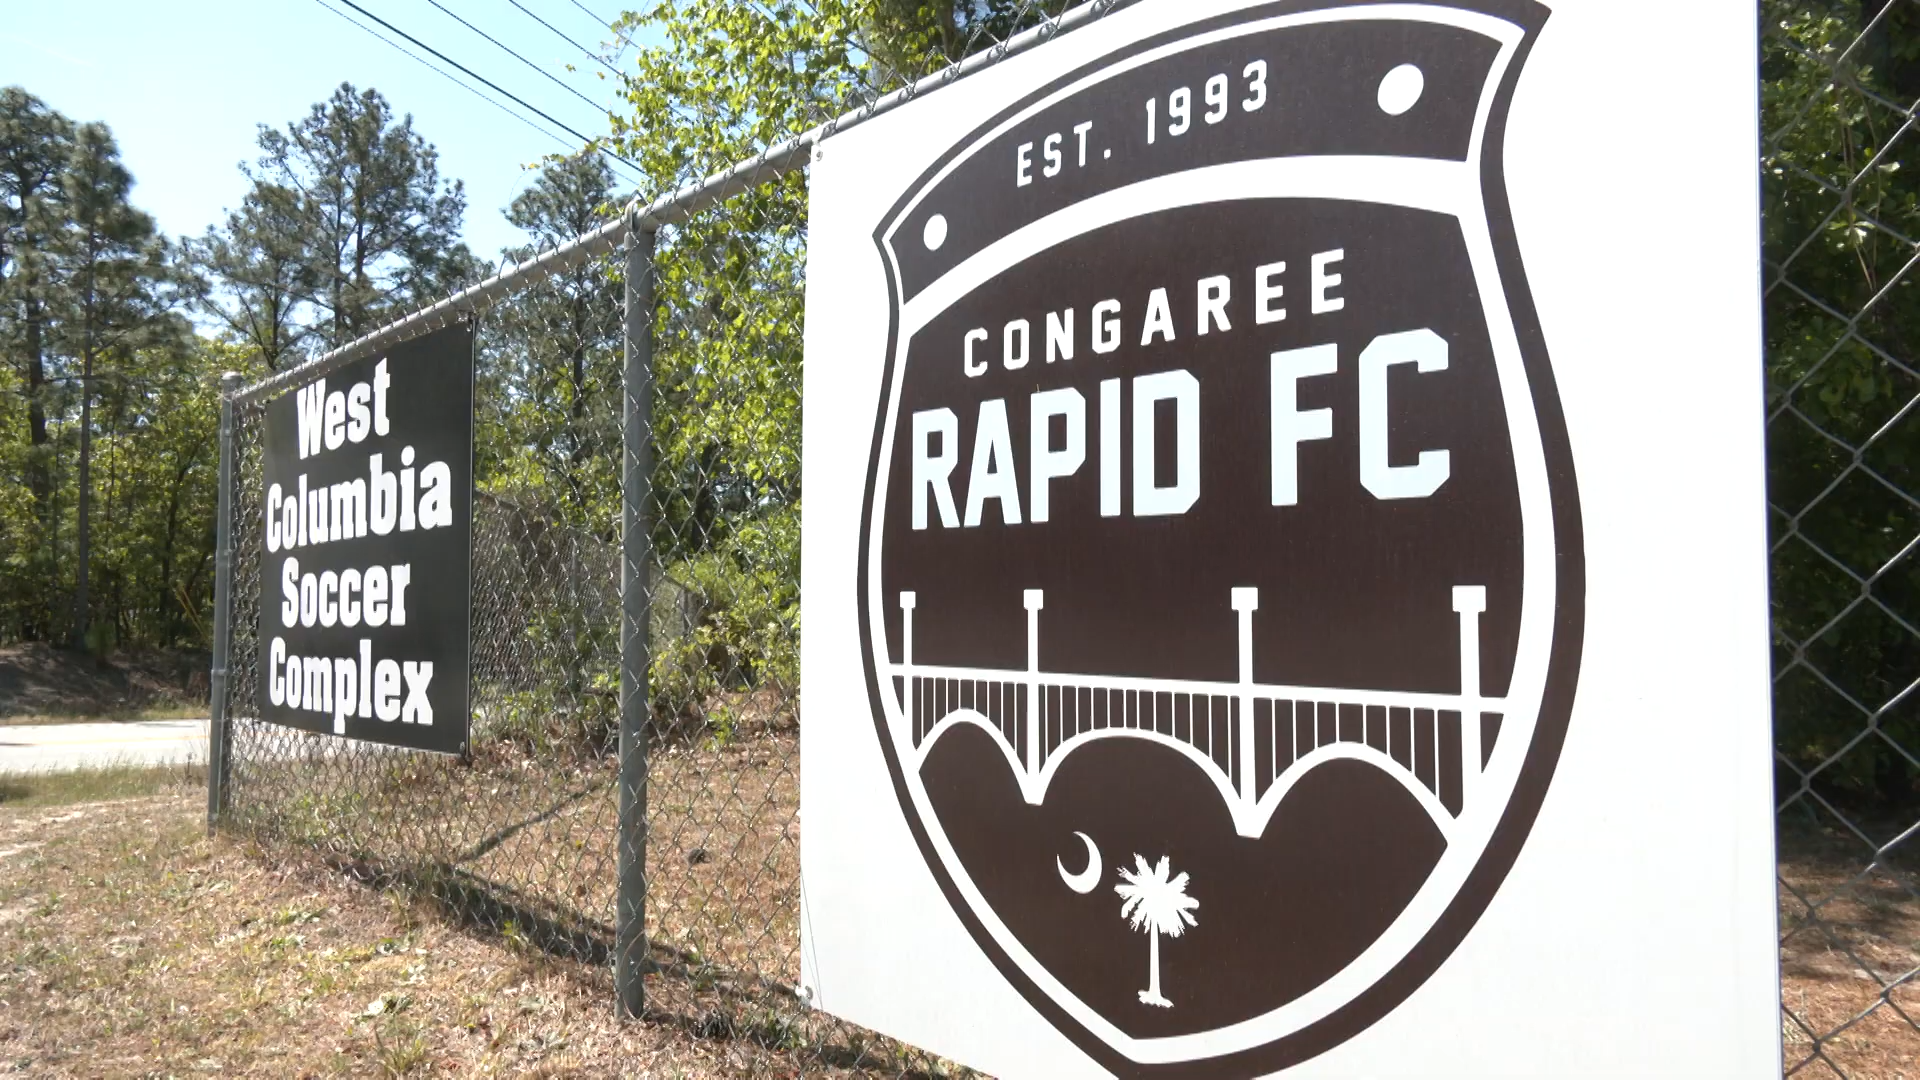 West
Columbia
Soccer
Complex
EST. 1993
CONGAREE
RAPID FC